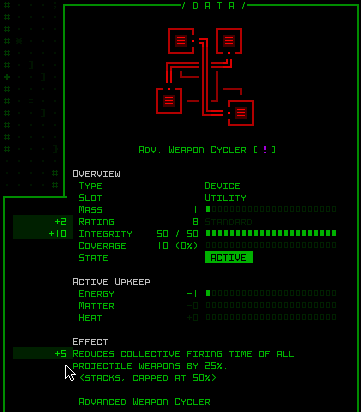 / D A T A /
Adv. Weapon Cycler [!]
Overview
Type Device
Slot Utility
Mass 1
+2 Rating 8 Standard
+10 Integrity 50 / 50
Coverage 10 (0%)
State ACTIVE
Active Upkeep
Energy -1
Matter -0
Heat +0
Effect
+5 Reduces collective firing time of all
projectile weapons by 25%.
<stacks, capped at 50%>
Advanced Weapon Cycler